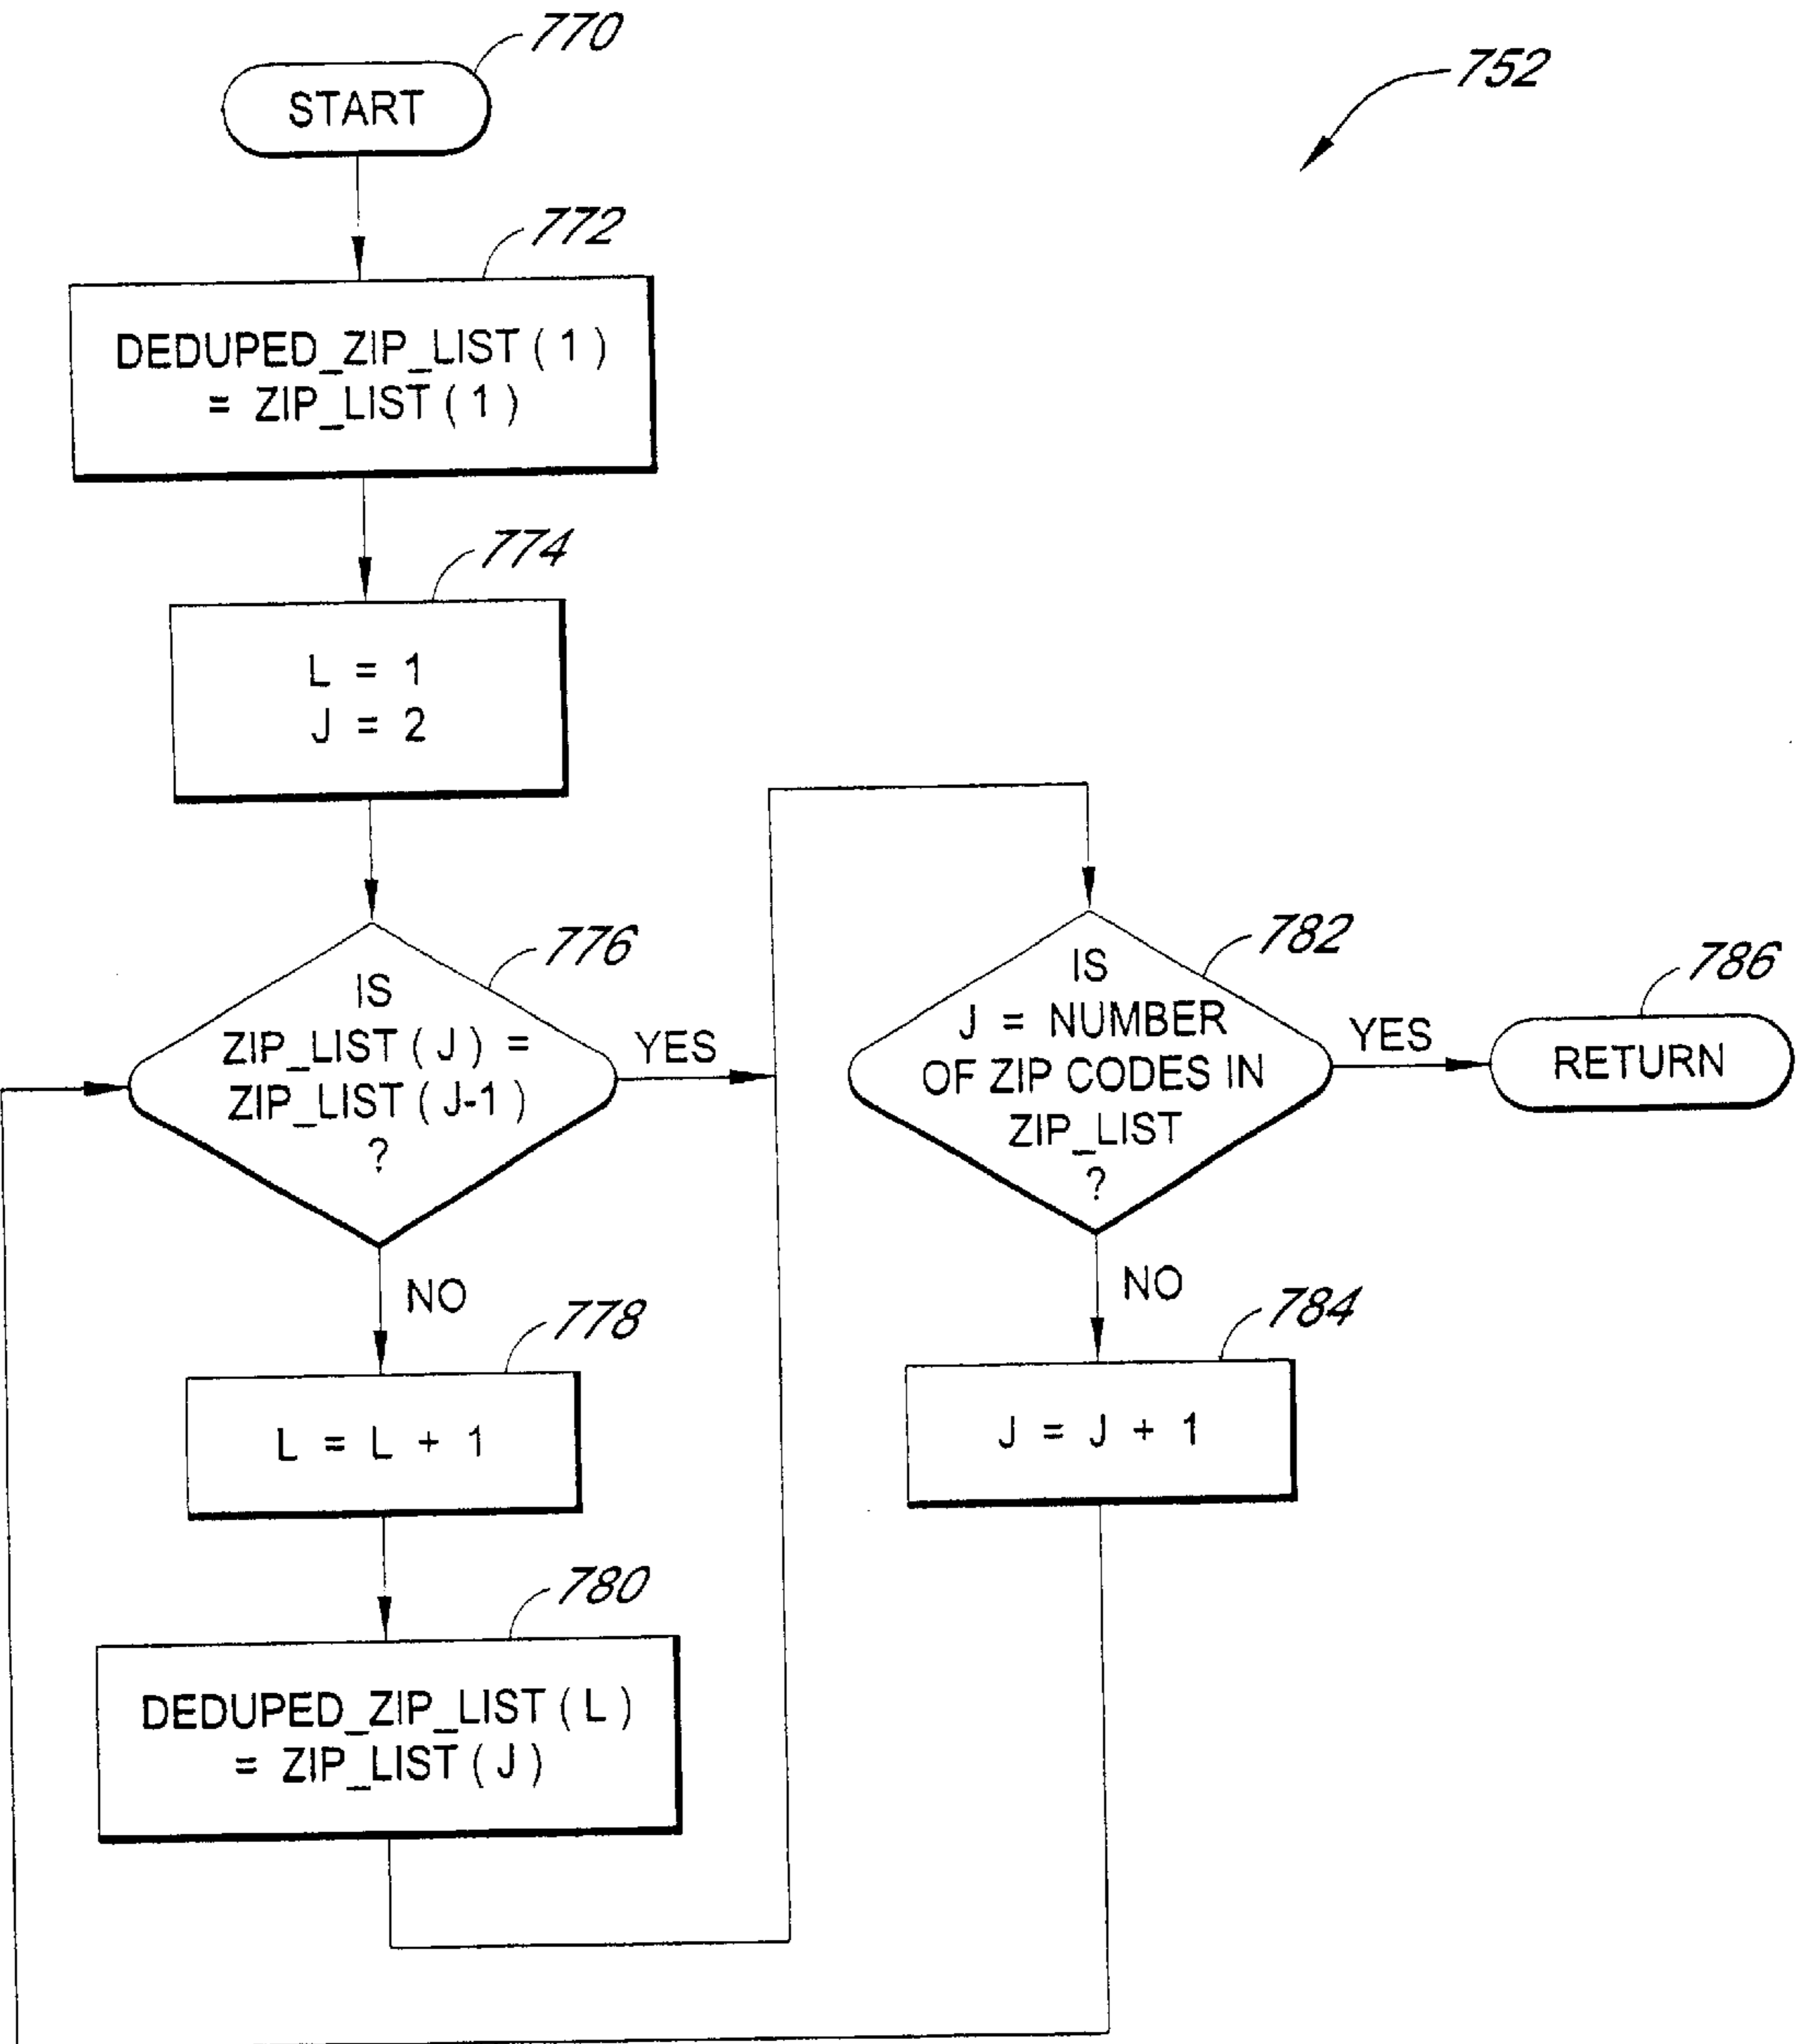 770
START
752
772
DEDUPED_ZIP_LIST ( 1 )
= ZIP_LIST ( 1 )
774
L = 1
J = 2
776
IS
ZIP_LIST ( J ) =
ZIP_LIST ( J-1 )
?
YES
NO
778
L = L + 1
780
DEDUPED_ZIP_LIST ( L )
= ZIP_LIST ( J )
782
IS
J = NUMBER
OF ZIP CODES IN
ZIP_LIST
?
YES
786
RETURN
NO
784
J = J + 1